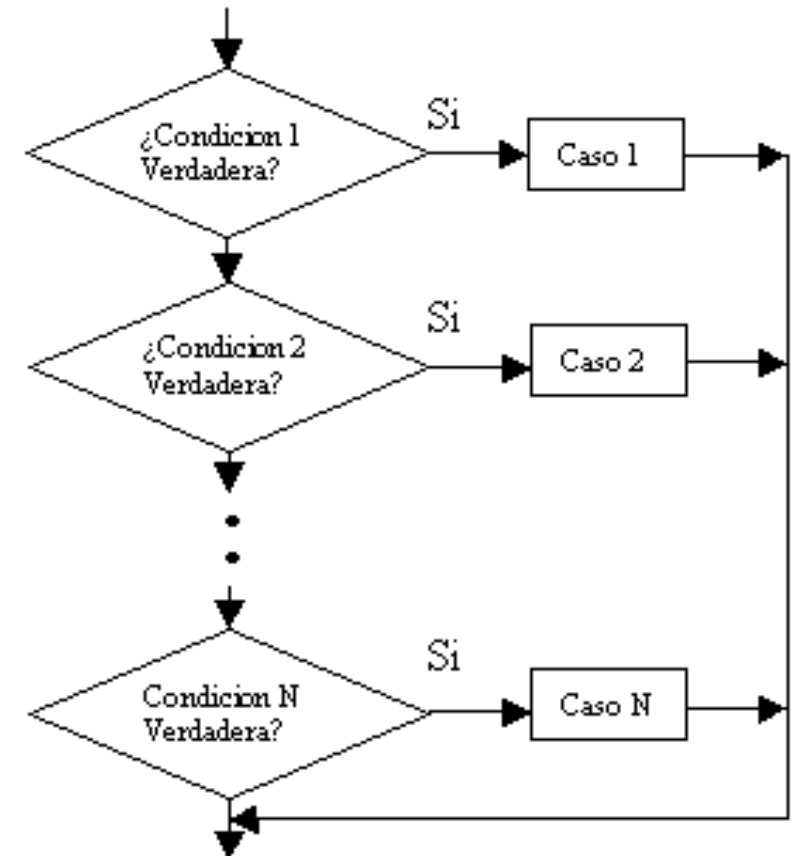 ¿Condicion 1
Verdadera?
Si
Caso 1
¿Condicion 2
Verdadera?
Si
Caso 2
Condicion N
Verdadera?
Si
Caso N